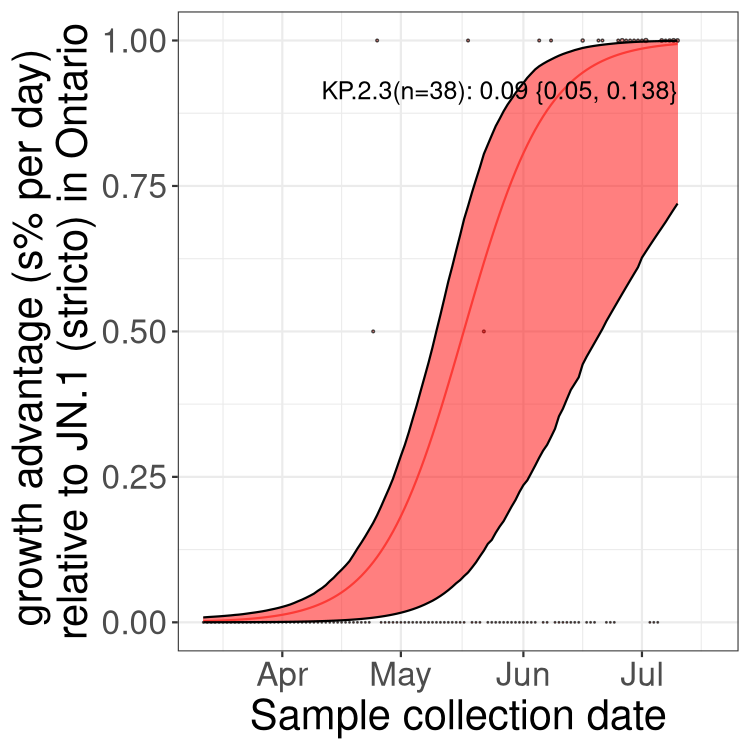 growth advantage (s% per day)
relative to JN.1 (stricto) in Ontario
1.00
0.75
0.50
0.25
0.00
KP.2.3(n=38): 0.09 {0.05, 0.138}
Apr May Jun Jul
Sample collection date